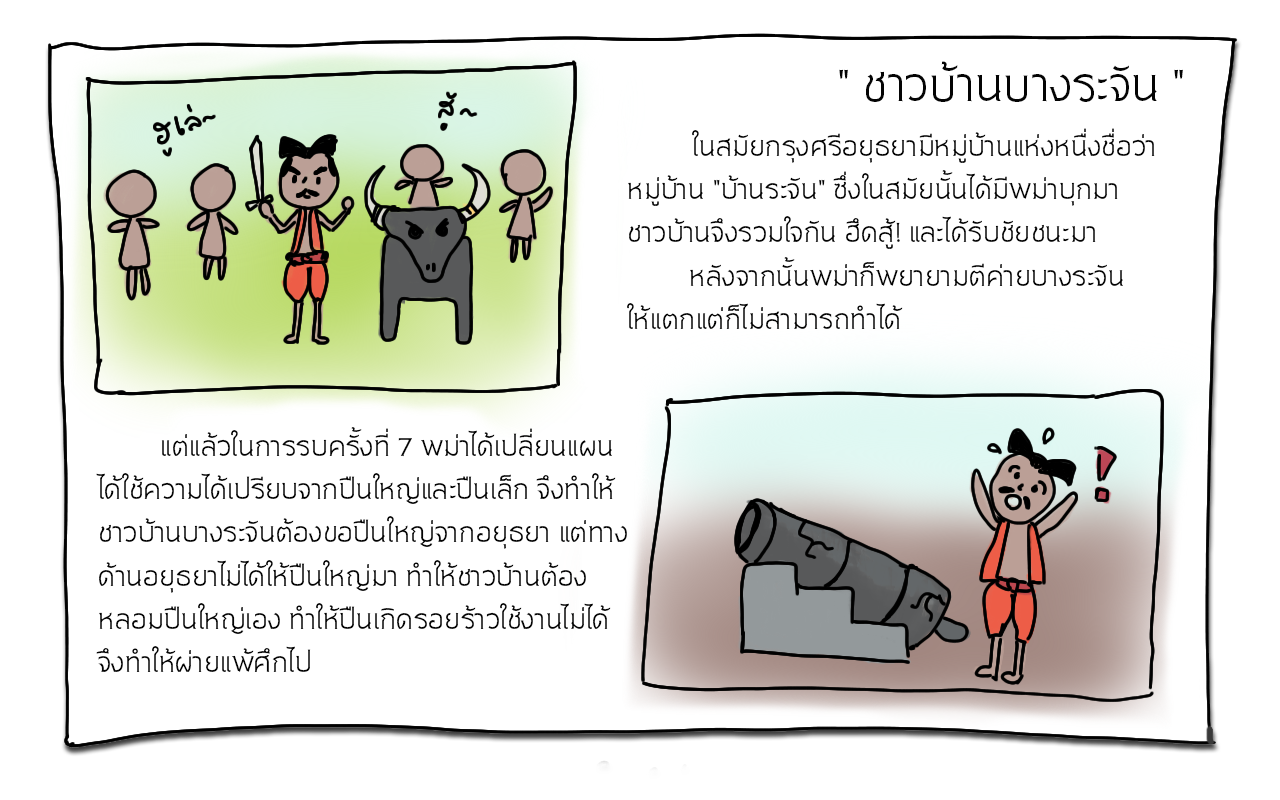 " ชาวบ้านบางระจัน "
ฮูเล่~
สู้~
ในสมัยกรุงศรีอยุธยามีหมู่บ้านแห่งหนึ่งชื่อว่า
หมู่บ้าน "บ้านระจัน" ซึ่งในสมัยนั้นได้มีพม่าบุกมา
ชาวบ้านจึงรวมใจกัน ฮึดสู้! และได้รับชัยชนะมา
หลังจากนั้นพม่าก็พยายามตีค่ายบางระจัน
ให้แตกแต่ก็ไม่สามารถทำได้
แต่แล้วในการรบครั้งที่ 7 พม่าได้เปลี่ยนแผน
ได้ใช้ความได้เปรียบจากปืนใหญ่และปืนเล็ก จึงทำให้
ชาวบ้านบางระจันต้องขอปืนใหญ่จากอยุธยา แต่ทาง
ด้านอยุธยาไม่ได้ให้ปืนใหญ่มา ทำให้ชาวบ้านต้อง
หลอมปืนใหญ่เอง ทำให้ปืนเกิดรอยร้าวใช้งานไม่ได้
จึงทำให้ผ่ายแพ้ศึกไป
!